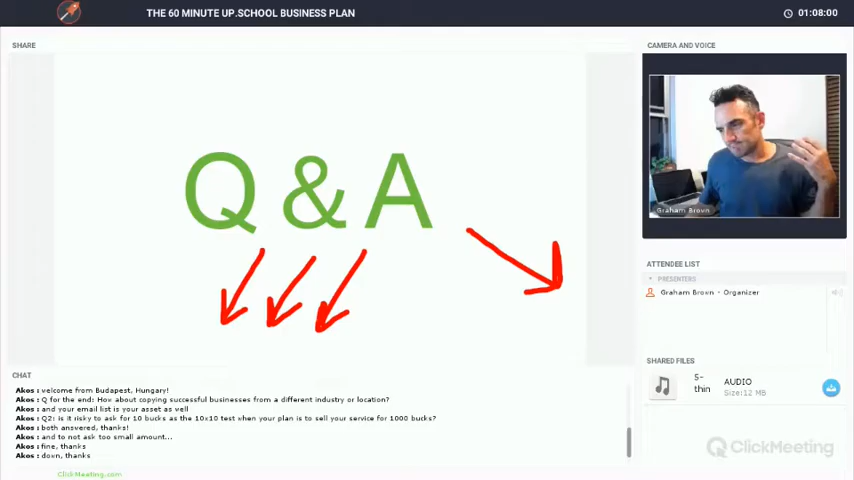 THE 60 MINUTE UP.SCHOOL BUSINESS PLAN
01:08:00
SHARE
CAMERA AND VOICE
Q & A
Graham Brown
ATTENDEE LIST
PRESENTERS
Graham Brown - Organizer
SHARED FILES
S-
thin
AUDIO
Size:12 MB
ClickMeeting
CHAT
Akos : welcome from Budapest, Hungary!
Akos : Q for the end: How about copying successful businesses from a different industry or location?
Akos : and your email list is your asset as vell
Akos : Q2: is it risky to ask for 10 bucks as the 10x10 test when your plan is to sell your service for 1000 bucks?
Akos : both answered, thanks!
Akos : and to not ask too small amount...
Akos : fine, thanks
Akos : down, thanks
ClickMeeting.com